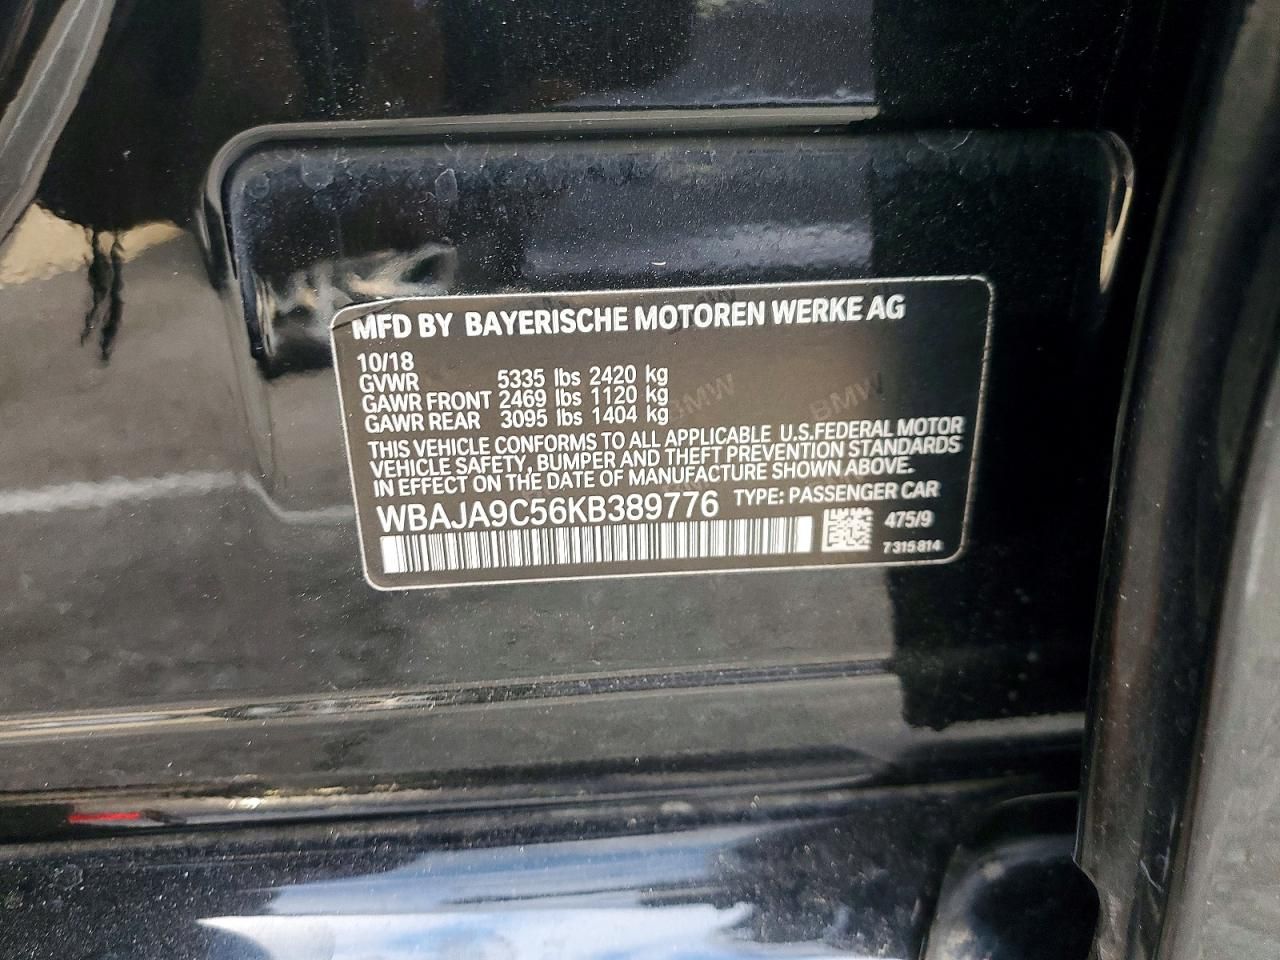 MFD BY BAYERISCHE MOTOREN WERKE AG
10/18
GVWR 5335 lbs 2420 kg
GAWR FRONT 2469 lbs 1120 kg
GAWR REAR 3095 lbs 1404 kg
THIS VEHICLE CONFORMS TO ALL APPLICABLE U.S.FEDERAL MOTOR
VEHICLE SAFETY, BUMPER AND THEFT PREVENTION STANDARDS
IN EFFECT ON THE DATE OF MANUFACTURE SHOWN ABOVE.
WBAJA9C56KB389776 TYPE: PASSENGER CAR
475/9
7 315 814
BMW BMW